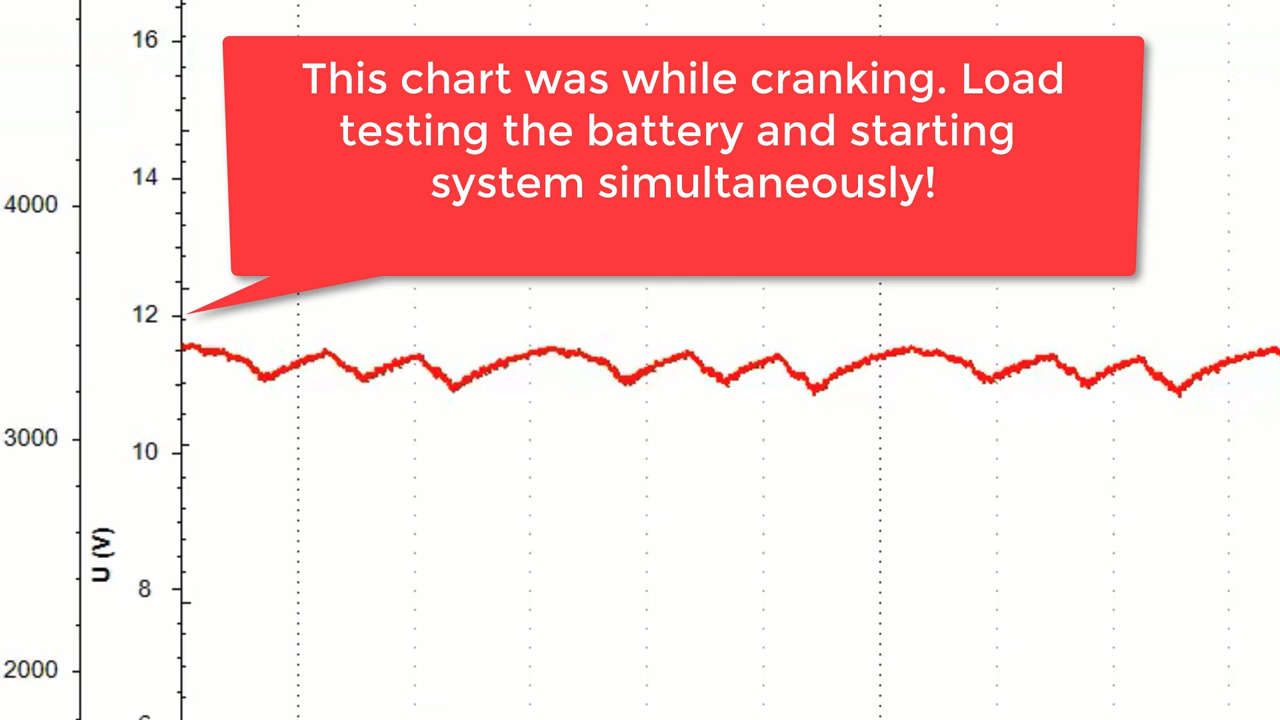 16
This chart was while cranking. Load
testing the battery and starting
system simultaneously!
14
4000
12
3000
10
U (V)
8
2000